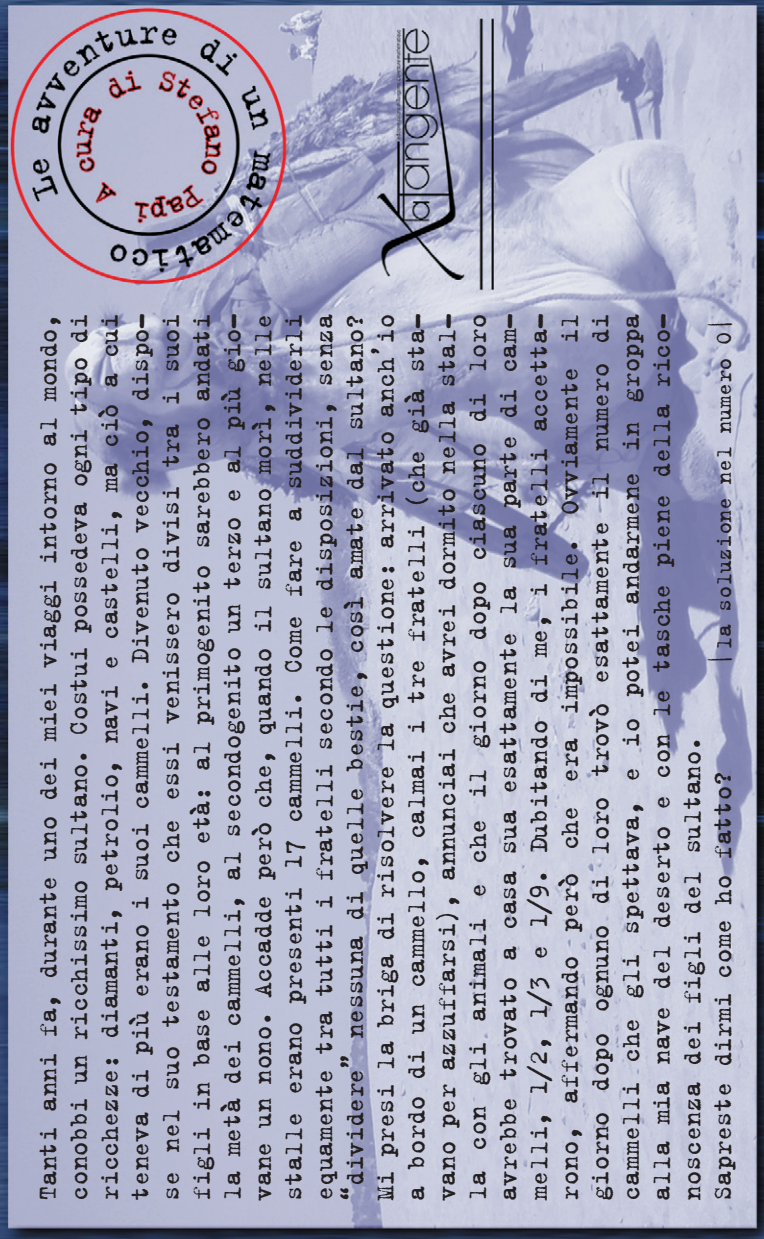 Le avventure di un matematico
A cura di Stefano Papi
Xlatangente
Tanti anni fa, durante uno dei miei viaggi intorno al mondo,
conobbi un ricchissimo sultano. Costui possedeva ogni tipo di
ricchezze: diamanti, petrolio, navi e castelli, ma ciò a cui
teneva di più erano i suoi cammelli. Divenuto vecchio, dispo-
se nel suo testamento che essi venissero divisi tra i suoi
figli in base alle loro età: al primogenito sarebbero andati
la metà dei cammelli, al secondogenito un terzo e al più gio-
vane un nono. Accadde però che, quando il sultano morì, nelle
stalle erano presenti 17 cammelli. Come fare a suddividerli
equamente tra tutti i fratelli secondo le disposizioni, senza
“dividere” nessuna di quelle bestie, così amate dal sultano?
Mi presi la briga di risolvere la questione: arrivato anch'io
a bordo di un cammello, calmai i tre fratelli (che già sta-
vano per azzuffarsi), annunciai che avrei dormito nella stal-
la con gli animali e che il giorno dopo ciascuno di loro
avrebbe trovato a casa sua esattamente la sua parte di cam-
melli, 1/2, 1/3 e 1/9. Dubitando di me, i fratelli accetta-
rono, affermando però che era impossibile. Ovviamente il
giorno dopo ognuno di loro trovò esattamente il numero di
cammelli che gli spettava, e io potei andarmene in groppa
alla mia nave del deserto e con le tasche piene della rico-
noscenza dei figli del sultano.
Sapreste dirmi come ho fatto?
|la soluzione nel numero 0|